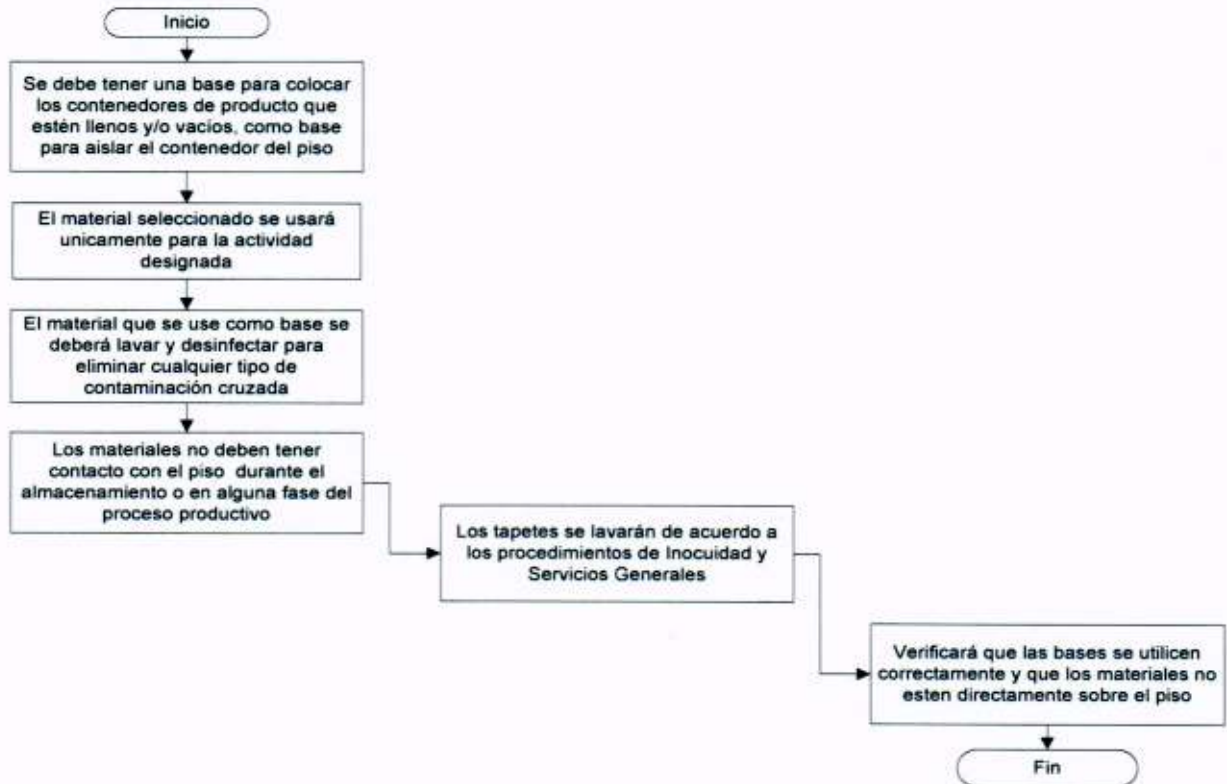 Inicio
Se debe tener una base para colocar
los contenedores de producto que
estén llenos y/o vacíos, como base
para aislar el contenedor del piso
El material seleccionado se usará
unicamente para la actividad
designada
El material que se use como base se
deberá lavar y desinfectar para
eliminar cualquier tipo de
contaminación cruzada
Los materiales no deben tener
contacto con el piso durante el
almacenamiento o en alguna fase del
proceso productivo
Los tapetes se lavarán de acuerdo a
los procedimientos de Inocuidad y
Servicios Generales
Verificará que las bases se utilicen
correctamente y que los materiales no
esten directamente sobre el piso
Fin